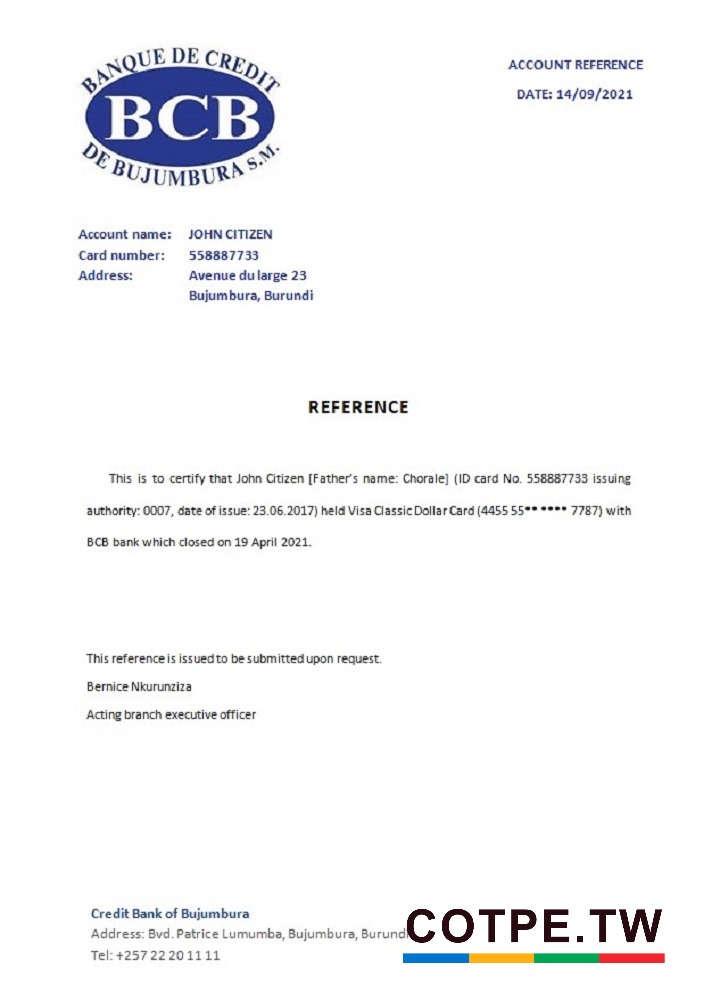 BANQUE DE CREDIT
BCB
DE BUJUMBURA S.M.
ACCOUNT REFERENCE
DATE: 14/09/2021
Account name: JOHN CITIZEN
Card number: 558887733
Address: Avenue du large 23
Bujumbura, Burundi
REFERENCE
This is to certify that John Citizen [Father's name: Chorale] (ID card No. 558887733 issuing
authority: 0007, date of issue: 23.06.2017) held Visa Classic Dollar Card (4455 55** **** 7787) with
BCB bank which closed on 19 April 2021.
This reference is issued to be submitted upon request.
Bernice Nkurunziza
Acting branch executive officer
Credit Bank of Bujumbura
Address: Bvd. Patrice Lumumba, Bujumbura, Burundi
Tel: +257 22 20 11 11
COTPE.TW